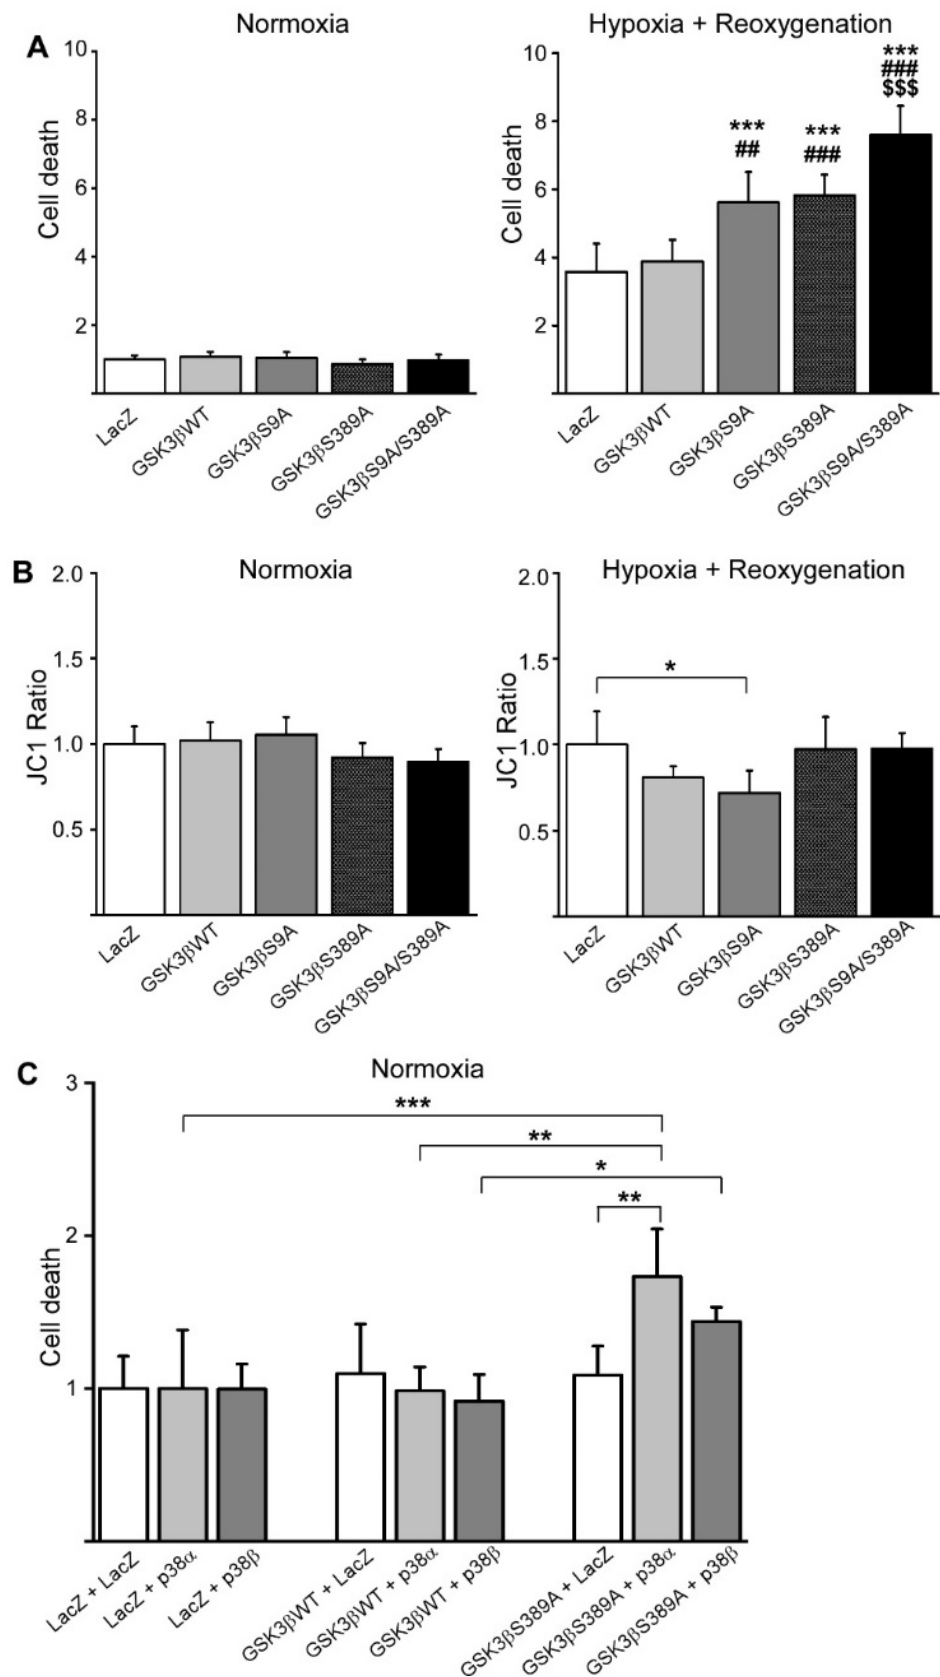 A
Normoxia
Cell death
10
8
6
4
2
LacZ
GSK3βWT
GSK3βS9A
GSK3βS389A
GSK3βS9A/S389A
Hypoxia + Reoxygenation
Cell death
10
8
6
4
2
***
##
***
###
***
###
$$$
LacZ
GSK3βWT
GSK3βS9A
GSK3βS389A
GSK3βS9A/S389A
B
Normoxia
JC1 Ratio
2.0
1.5
1.0
0.5
LacZ
GSK3βWT
GSK3βS9A
GSK3βS389A
GSK3βS9A/S389A
Hypoxia + Reoxygenation
JC1 Ratio
2.0
1.5
1.0
0.5
*
LacZ
GSK3βWT
GSK3βS9A
GSK3βS389A
GSK3βS9A/S389A
C
Normoxia
Cell death
3
2
1
***
**
*
**
LacZ + LacZ
LacZ + p38α
LacZ + p38β
GSK3βWT + LacZ
GSK3βWT + p38α
GSK3βWT + p38β
GSK3βS389A + LacZ
GSK3βS389A + p38α
GSK3βS389A + p38β